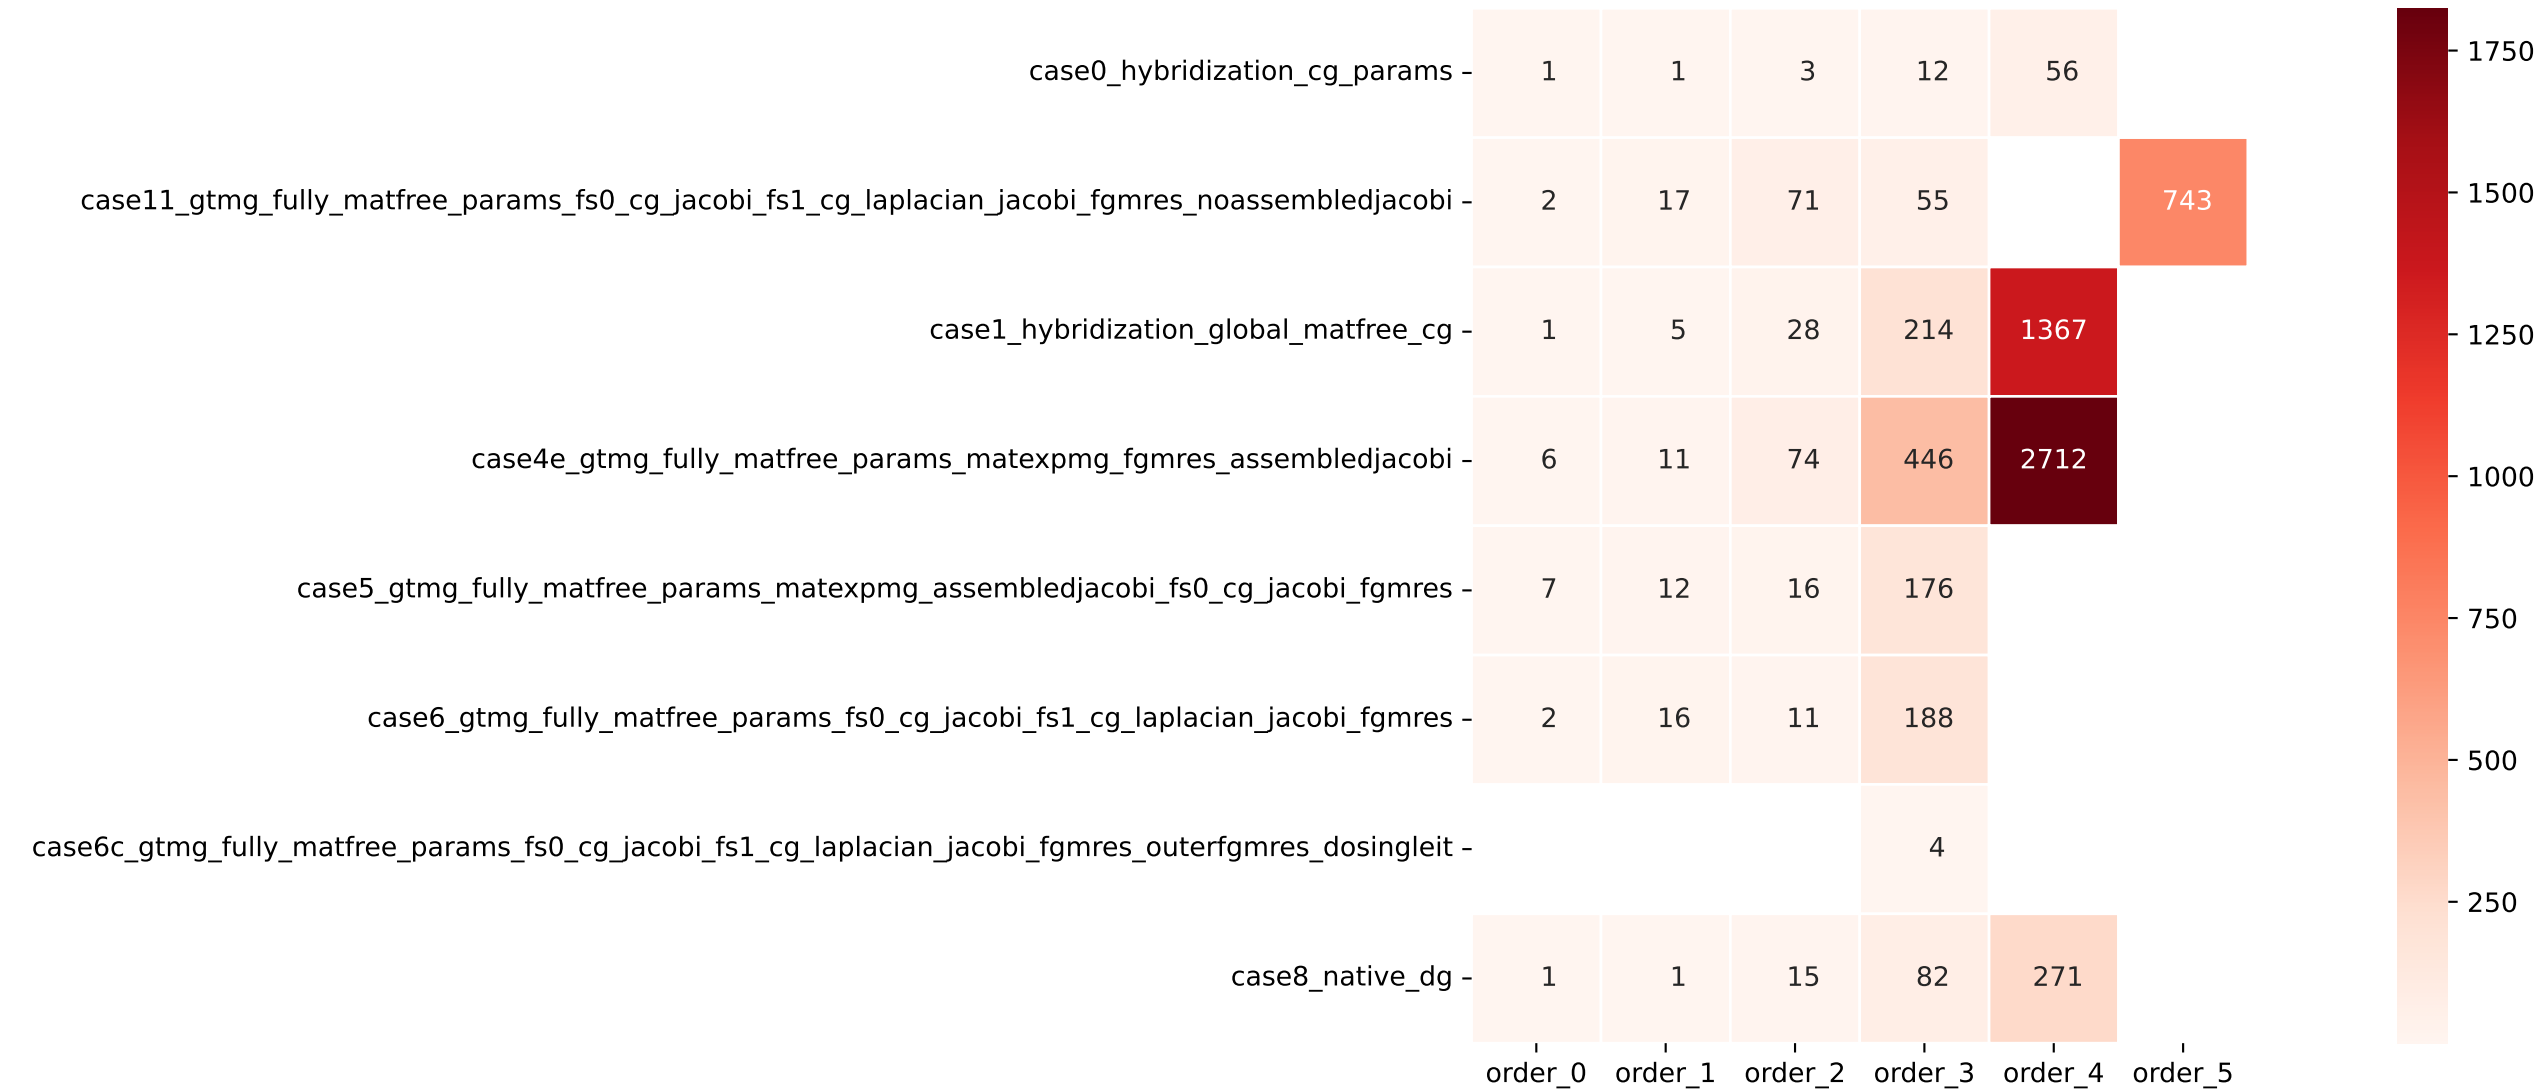 case0_hybridization_cg_params 1 1 3 12 56
case11_gtmg_fully_matfree_params_fs0_cg_jacobi_fs1_cg_laplacian_jacobi_fgmres_noassembledjacobi 2 17 71 55 743
case1_hybridization_global_matfree_cg 1 5 28 214 1367
case4e_gtmg_fully_matfree_params_matexpmg_fgmres_assembledjacobi 6 11 74 446 2712
case5_gtmg_fully_matfree_params_matexpmg_assembledjacobi_fs0_cg_jacobi_fgmres 7 12 16 176
case6_gtmg_fully_matfree_params_fs0_cg_jacobi_fs1_cg_laplacian_jacobi_fgmres 2 16 11 188
case6c_gtmg_fully_matfree_params_fs0_cg_jacobi_fs1_cg_laplacian_jacobi_fgmres_outerfgmres_dosingleit 4
case8_native_dg 1 1 15 82 271
order_0 order_1 order_2 order_3 order_4 order_5
1750
1500
1250
1000
750
500
250